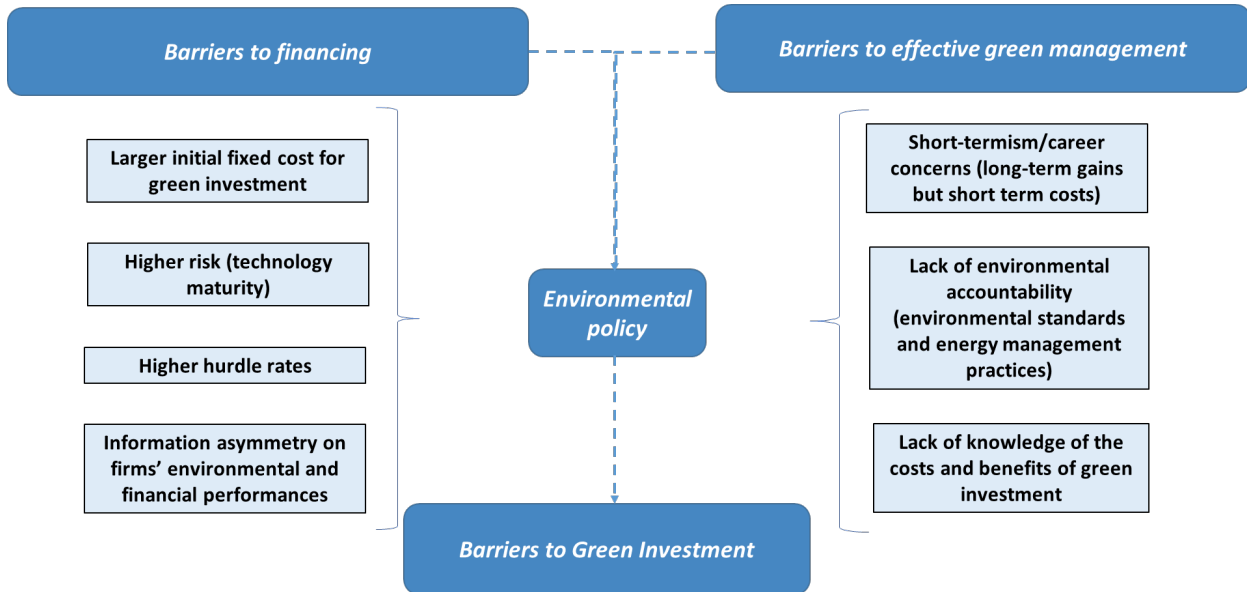 Barriers to financing
Barriers to effective green management
Larger initial fixed cost for
green investment
Higher risk (technology
maturity)
Higher hurdle rates
Information asymmetry on
firms’ environmental and
financial performances
Environmental
policy
Short-termism/career
concerns (long-term gains
but short term costs)
Lack of environmental
accountability
(environmental standards
and energy management
practices)
Lack of knowledge of the
costs and benefits of green
investment
Barriers to Green Investment